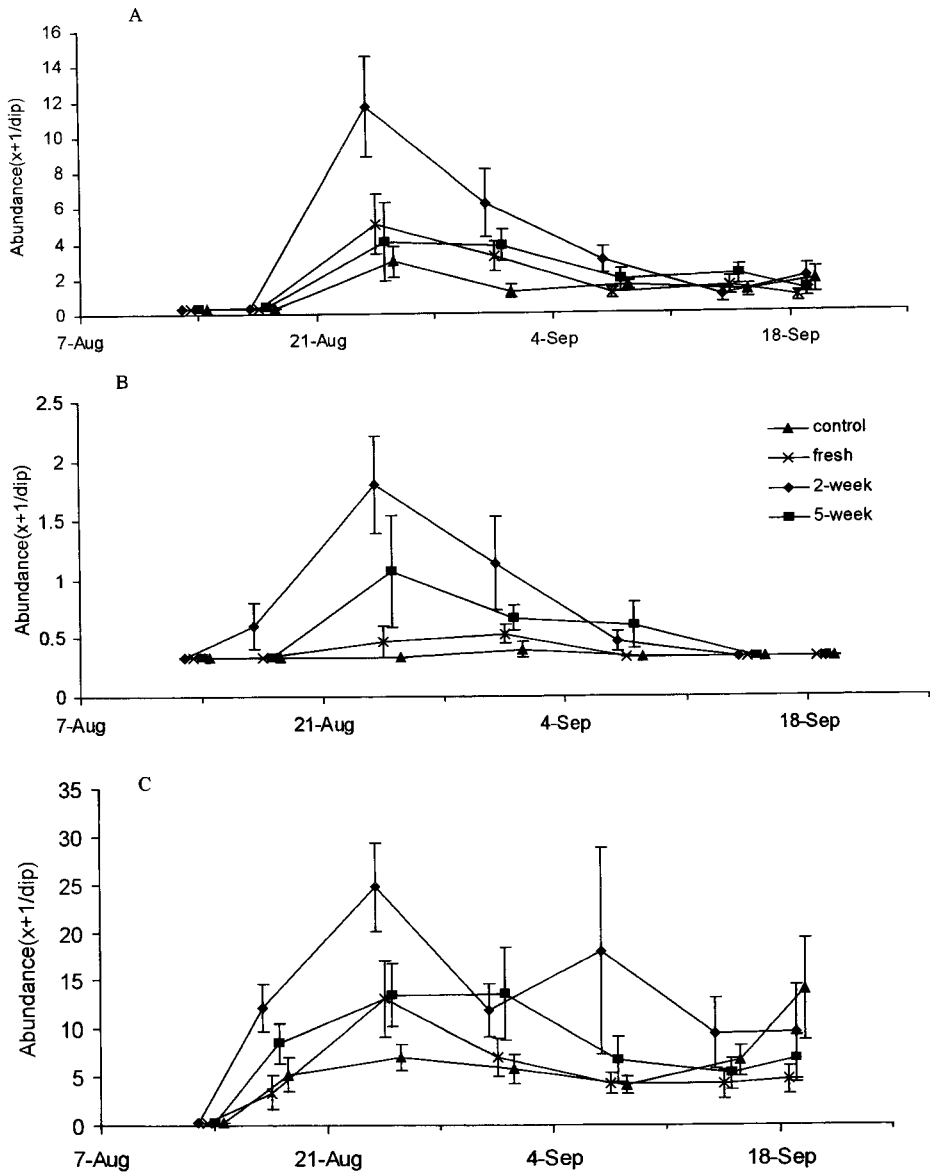 A
Abundance(x+1/dip)
16
14
12
10
8
6
4
2
0
7-Aug 21-Aug 4-Sep 18-Sep
B
Abundance(x+1/dip)
2.5
2
1.5
1
0.5
0
control
fresh
2-week
5-week
7-Aug 21-Aug 4-Sep 18-Sep
C
Abundance(x+1/dip)
35
30
25
20
15
10
5
0
7-Aug 21-Aug 4-Sep 18-Sep